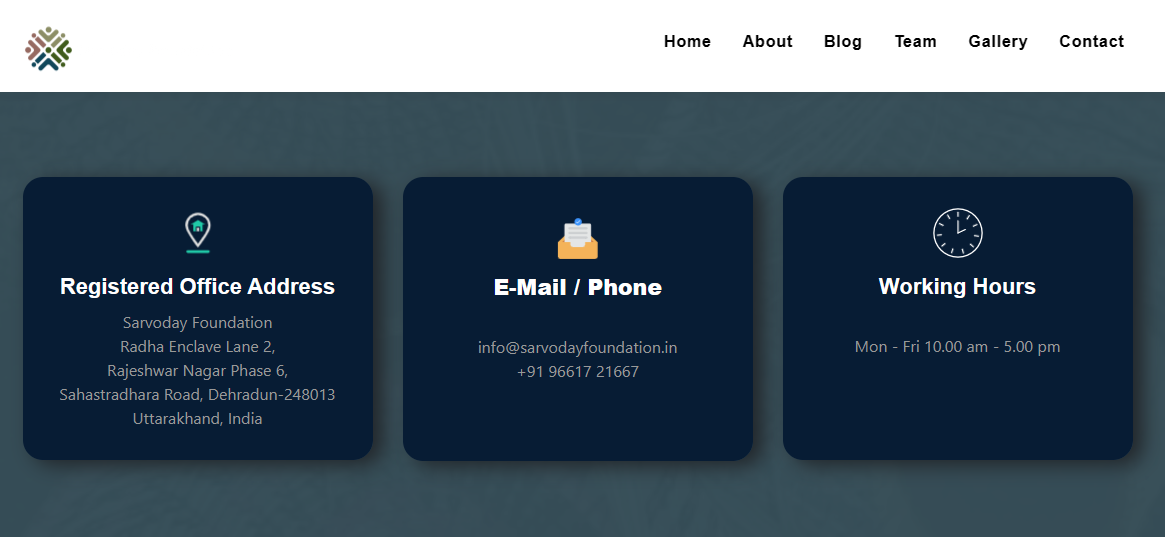 Home About Blog Team Gallery Contact
Registered Office Address
Sarvoday Foundation
Radha Enclave Lane 2,
Rajeshwar Nagar Phase 6,
Sahastradhara Road, Dehradun-248013
Uttarakhand, India
E-Mail / Phone
info@sarvodayfoundation.in
+91 96617 21667
Working Hours
Mon - Fri 10.00 am - 5.00 pm